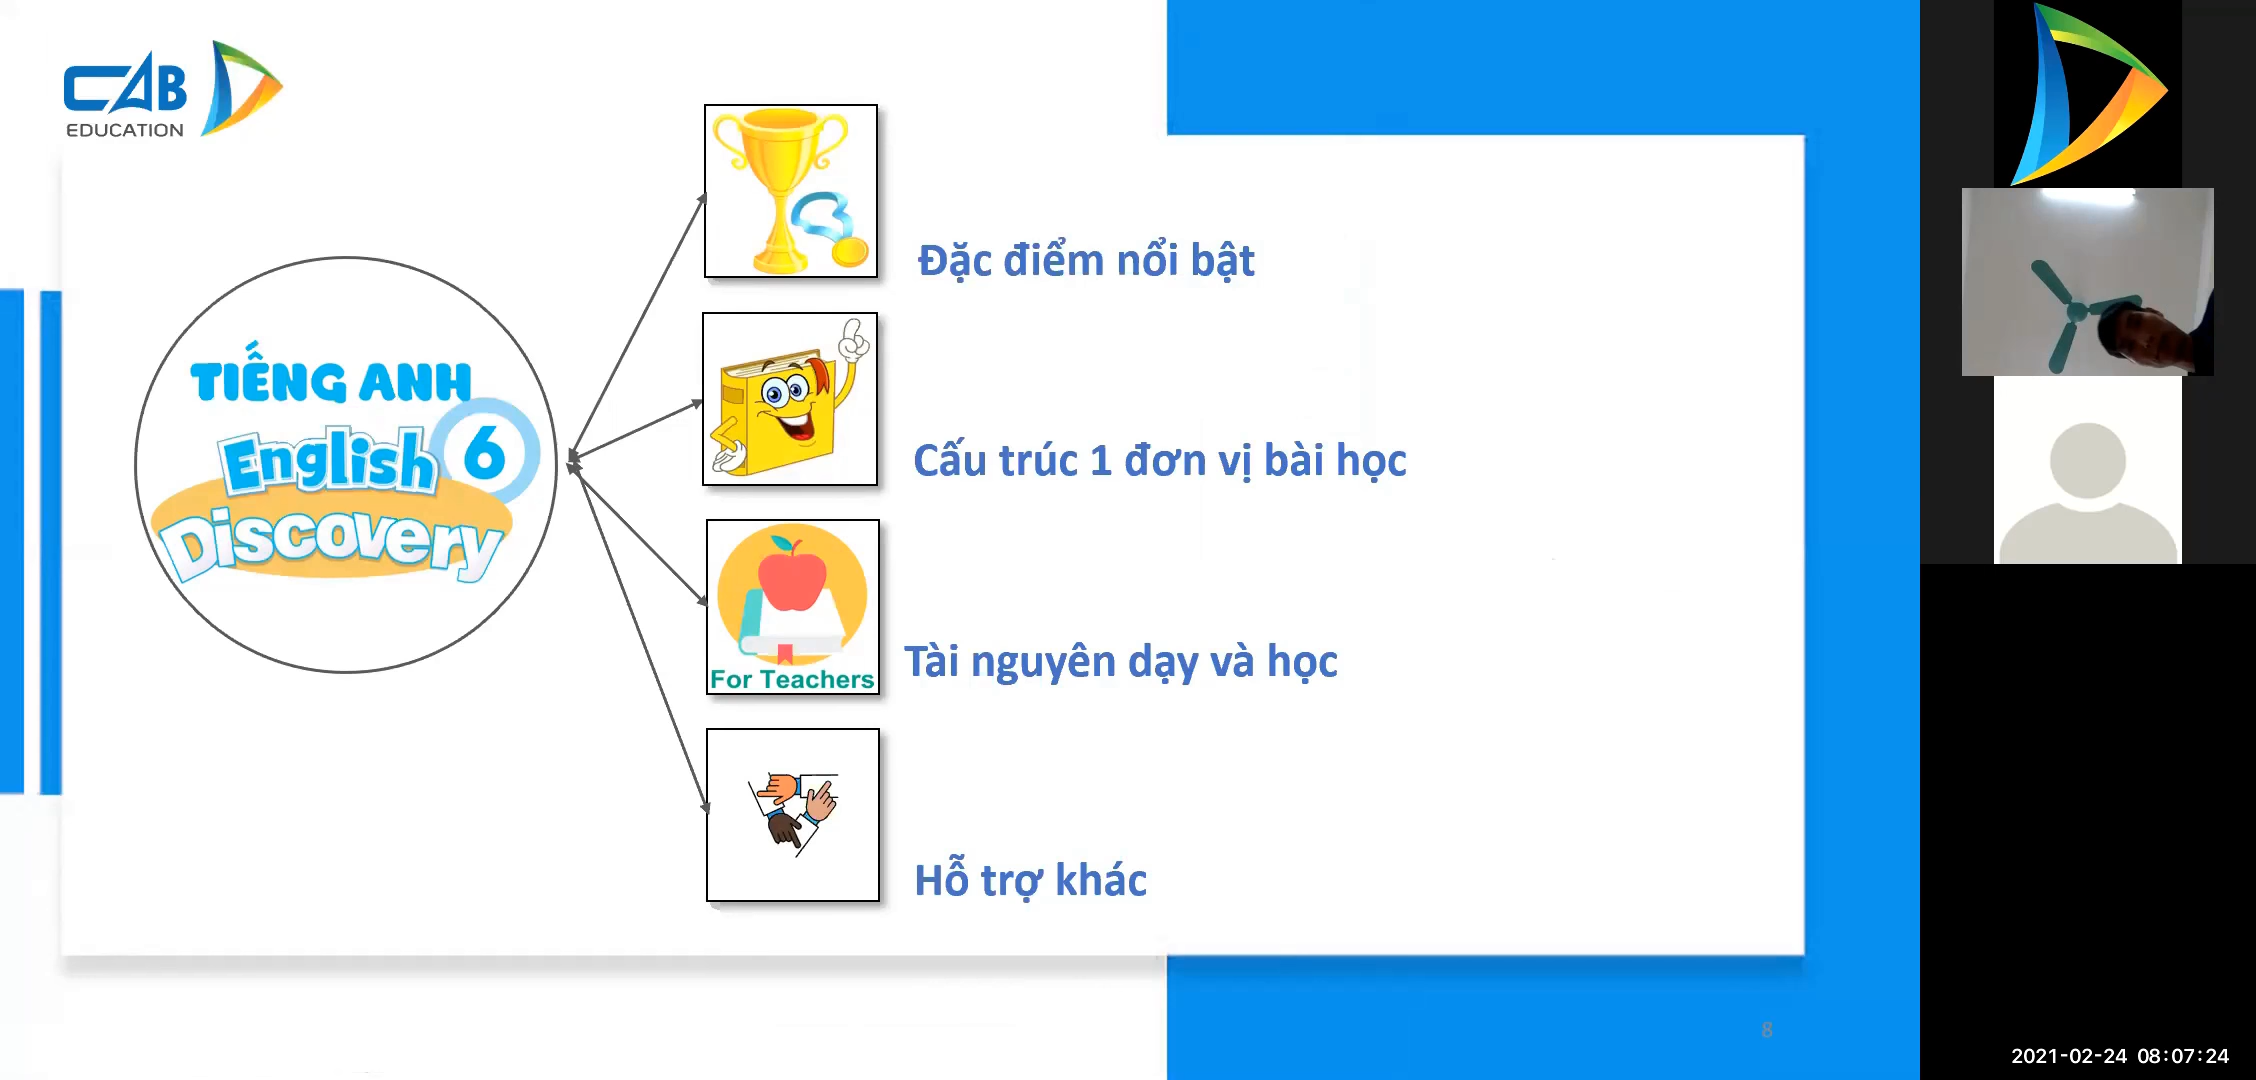 CAB
EDUCATION
TIẾNG ANH
6
English
Discovery
Đặc điểm nổi bật
Cấu trúc 1 đơn vị bài học
For Teachers
Tài nguyên dạy và học
Hỗ trợ khác
8
2021-02-24 08:07:24